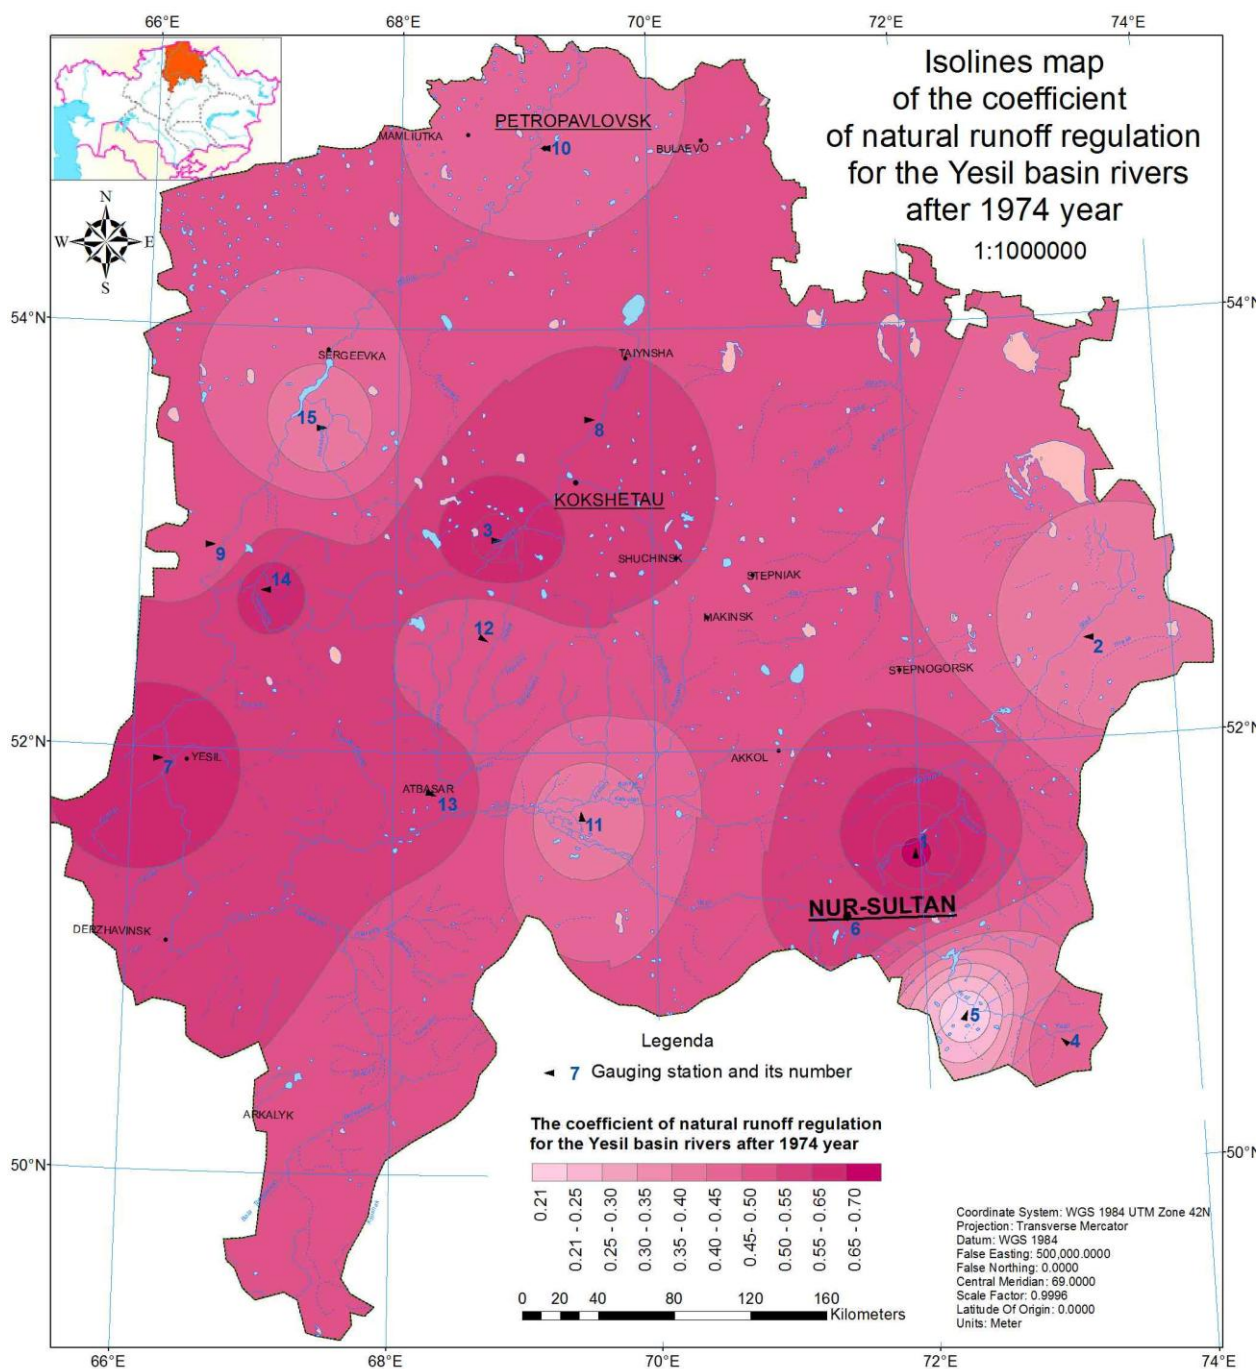 66°E 68°E 70°E 72°E 74°E
Isolines map
of the coefficient
of natural runoff regulation
for the Yesil basin rivers
after 1974 year
1:1000000
N
W E
S
PETROPAVLOVSK
MAMLIUTKA
10
BULAEVO
54°N 54°N
SERGEEVKA
TAIYNSHA
15
8
KOKSHETAU
3
9
SHUCHINSK
14
STEPNIAK
MAKINSK
12
2
STEPNOGORSK
52°N 52°N
YESIL
7
AKKOL
ATBASAR
13
11
1
NUR-SULTAN
6
DERZHAVINSK
5
4
Legenda
7 Gauging station and its number
ARKALYK
The coefficient of natural runoff regulation
for the Yesil basin rivers after 1974 year
50°N 50°N
0.21
0.21 - 0.25
0.25 - 0.30
0.30 - 0.35
0.35 - 0.40
0.40 - 0.45
0.45- 0.50
0.50 - 0.55
0.55 - 0.65
0.65 - 0.70
0 20 40 80 120 160
Kilometers
Coordinate System: WGS 1984 UTM Zone 42N
Projection: Transverse Mercator
Datum: WGS 1984
False Easting: 500,000.0000
False Northing: 0.0000
Central Meridian: 69.0000
Scale Factor: 0.9996
Latitude Of Origin: 0.0000
Units: Meter
66°E 68°E 70°E 72°E 74°E